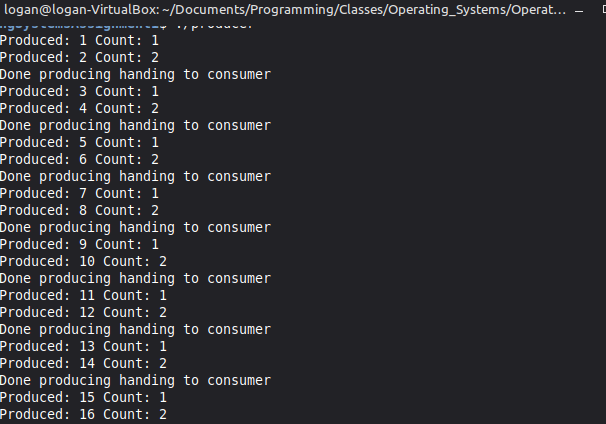 logan@logan-VirtualBox: ~/Documents/Programming/Classes/Operating_Systems/Operat...
Produced: 1 Count: 1
Produced: 2 Count: 2
Done producing handing to consumer
Produced: 3 Count: 1
Produced: 4 Count: 2
Done producing handing to consumer
Produced: 5 Count: 1
Produced: 6 Count: 2
Done producing handing to consumer
Produced: 7 Count: 1
Produced: 8 Count: 2
Done producing handing to consumer
Produced: 9 Count: 1
Produced: 10 Count: 2
Done producing handing to consumer
Produced: 11 Count: 1
Produced: 12 Count: 2
Done producing handing to consumer
Produced: 13 Count: 1
Produced: 14 Count: 2
Done producing handing to consumer
Produced: 15 Count: 1
Produced: 16 Count: 2